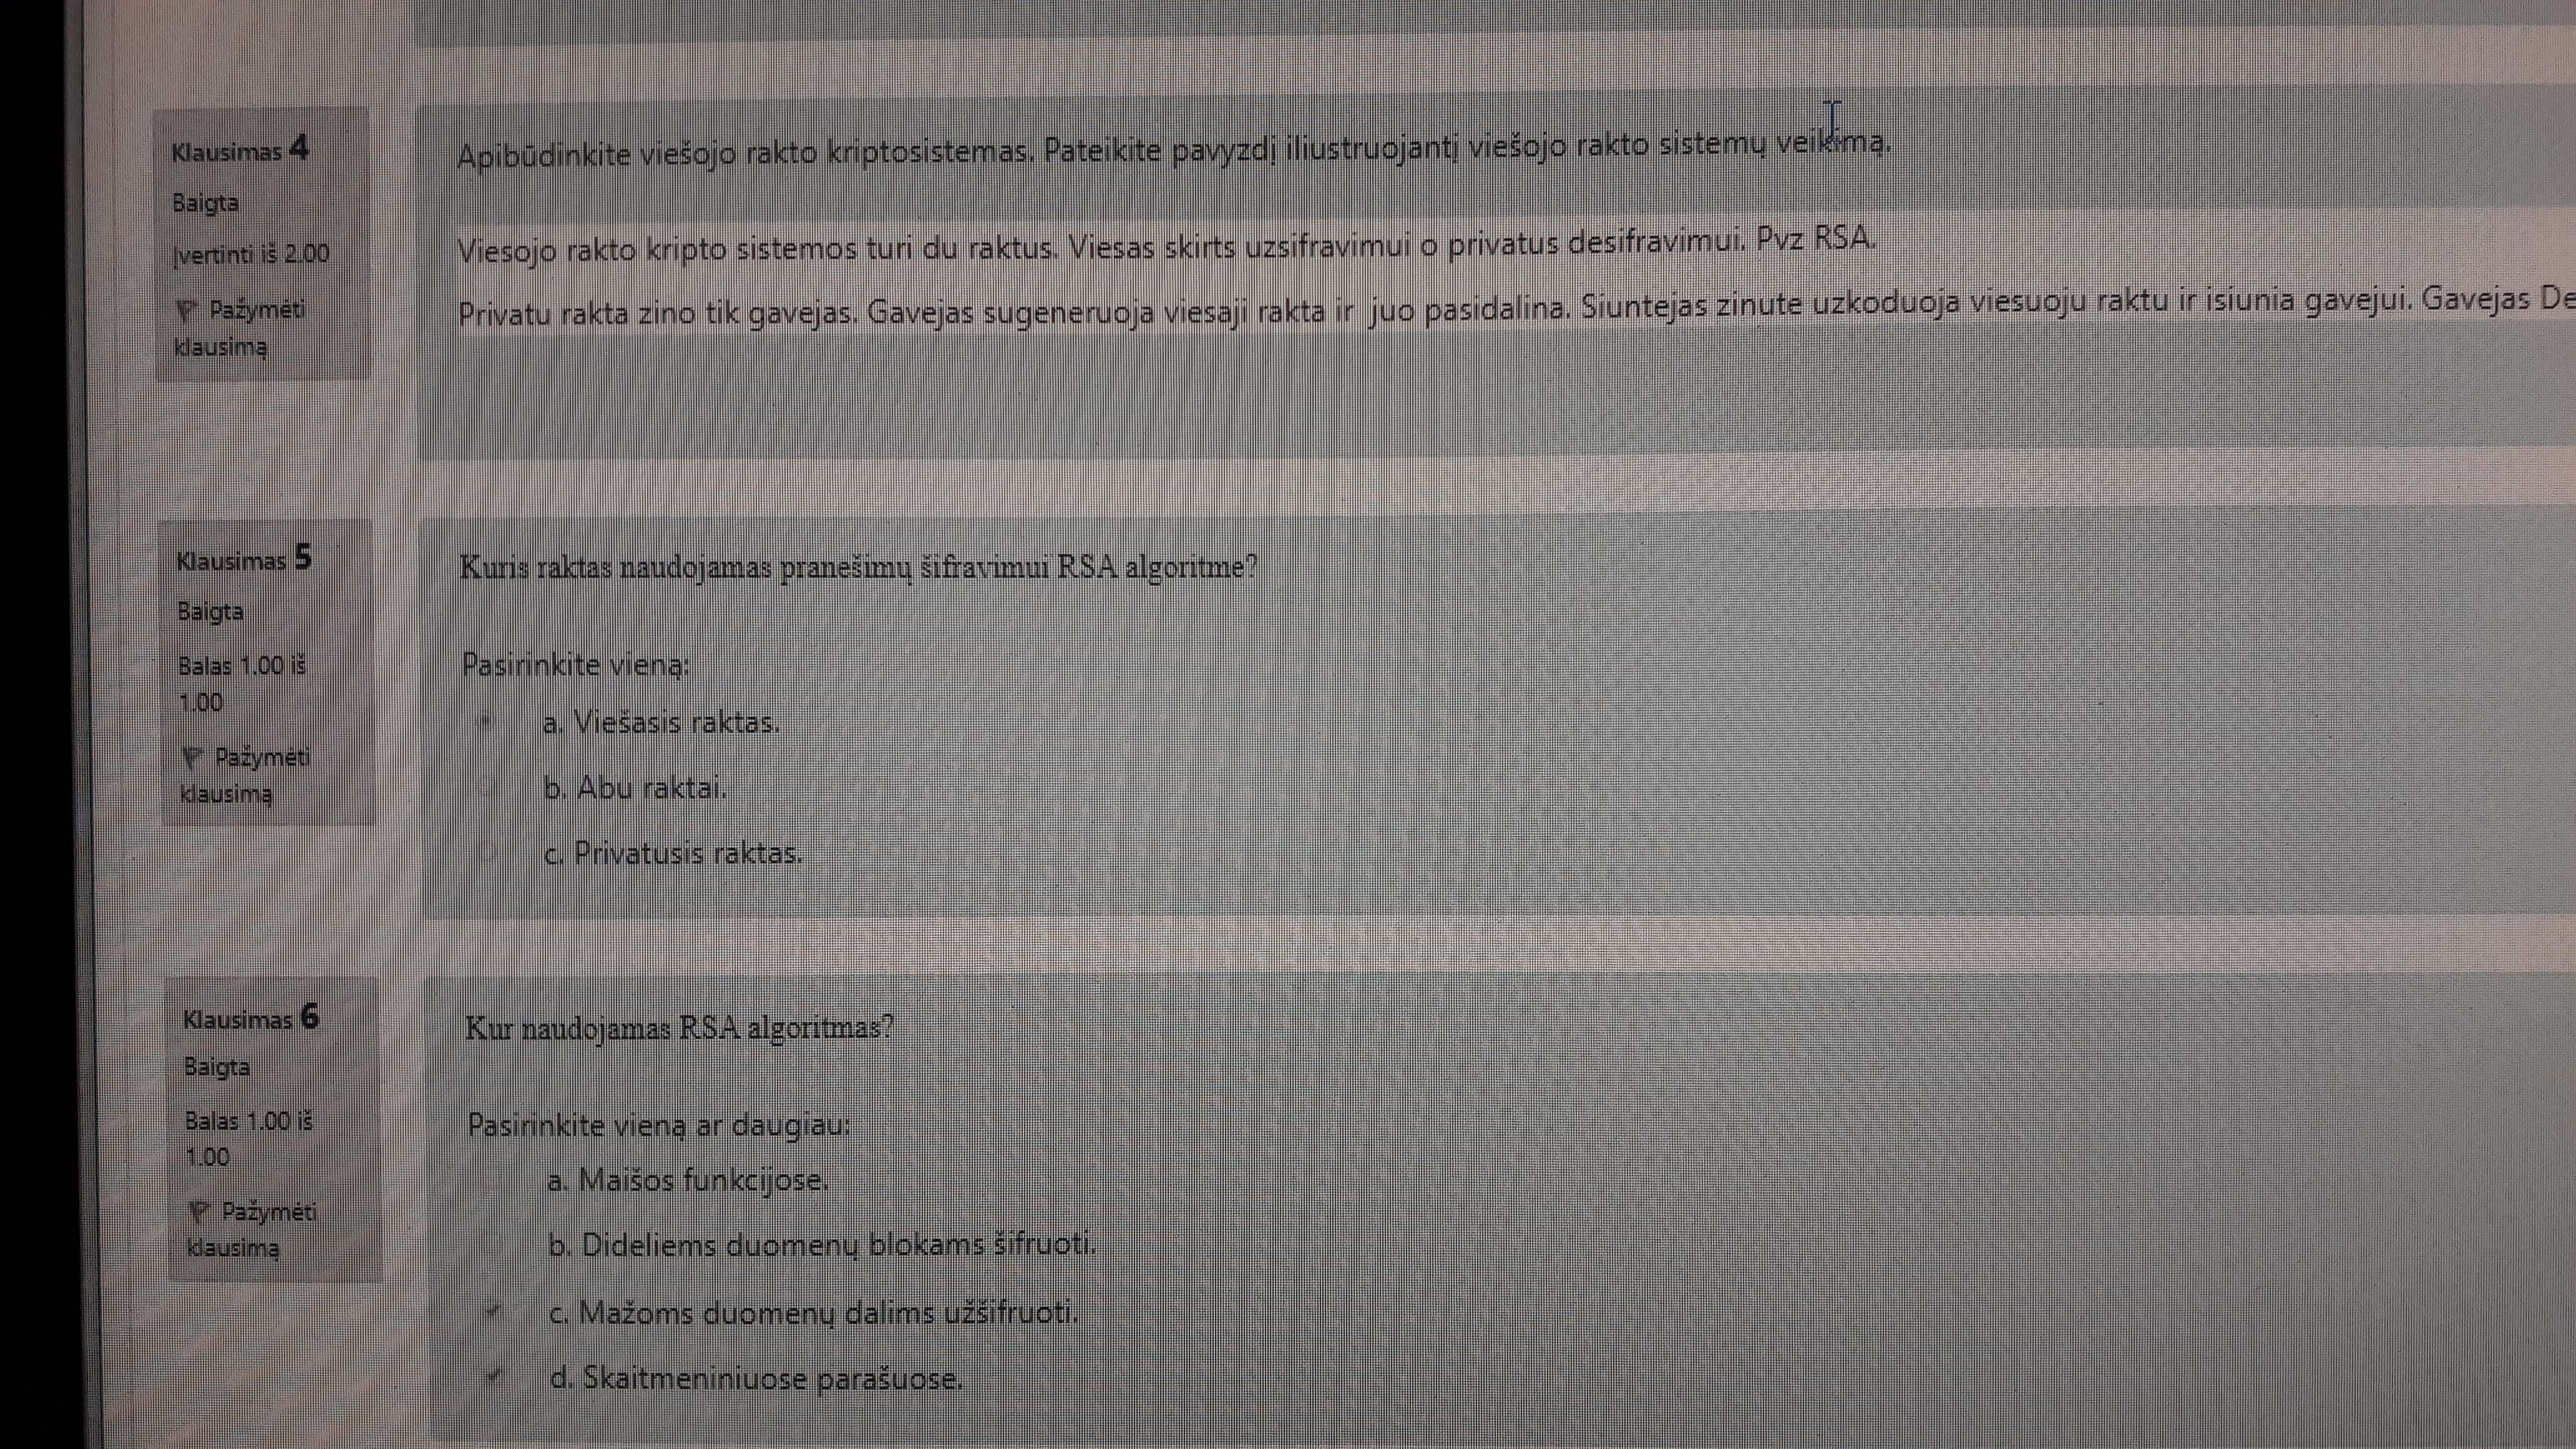 Klausimas 4
Baigta
Įvertinti iš 2.00
Pažymėti
klausimą
Apibūdinkite viešojo rakto kriptosistemas. Pateikite pavyzdį iliustruojantį viešojo rakto sistemų veikimą.
Viesojo rakto kripto sistemos turi du raktus. Viesas skirts uzsifravimui o privatus desifravimui. Pvz RSA.
Privatu rakta zino tik gavejas. Gavejas sugeneruoja viesaji rakta ir juo pasidalina. Siuntejas zinute uzkoduoja viesuoju raktu ir isiunia gavejui. Gavejas De
Klausimas 5
Baigta
Balas 1.00 iš
1.00
Pažymėti
klausimą
Kuris raktas naudojamas pranešimų šifravimui RSA algoritme?
Pasirinkite vieną:
a. Viešasis raktas.
b. Abu raktai.
c. Privatusis raktas.
Klausimas 6
Baigta
Balas 1.00 iš
1.00
Pažymėti
klausimą
Kur naudojamas RSA algoritmas?
Pasirinkite vieną ar daugiau:
a. Maišos funkcijose.
b. Dideliems duomenų blokams šifruoti.
c. Mažoms duomenų dalims užšifruoti.
d. Skaitmeniniuose parašuose.